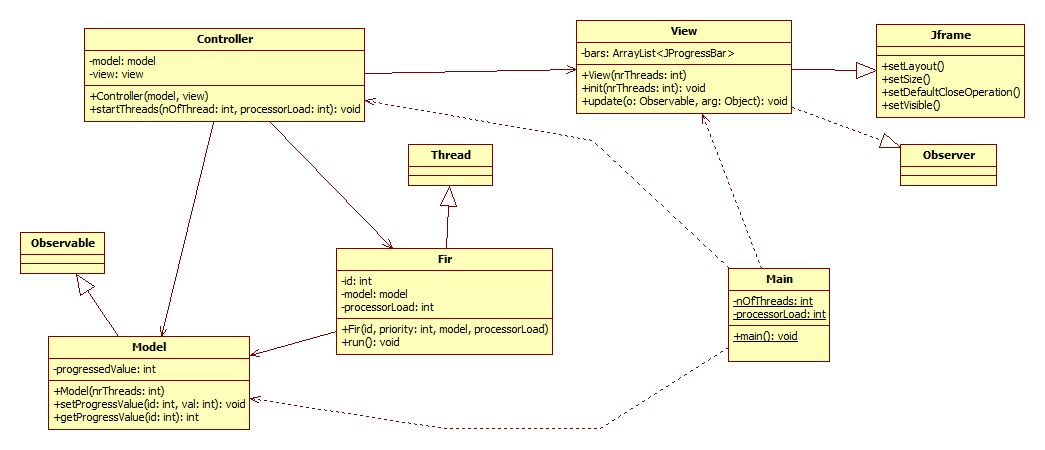 Controller
-model: model
-view: view
+Controller(model, view)
+startThreads(nOfThread: int, processorLoad: int): void
View
-bars: ArrayList<JProgressBar>
+View(nrThreads: int)
+init(nrThreads: int): void
+update(o: Observable, arg: Object): void
Jframe
+setLayout()
+setSize()
+setDefaultCloseOperation()
+setVisible()
Thread
Observer
Observable
Fir
-id: int
-model: model
-processorLoad: int
+Fir(id, priority: int, model, processorLoad)
+run(): void
Main
-nOfThreads: int
-processorLoad: int
+main(): void
Model
-progressedValue: int
+Model(nrThreads: int)
+setProgressValue(id: int, val: int): void
+getProgressValue(id: int): int